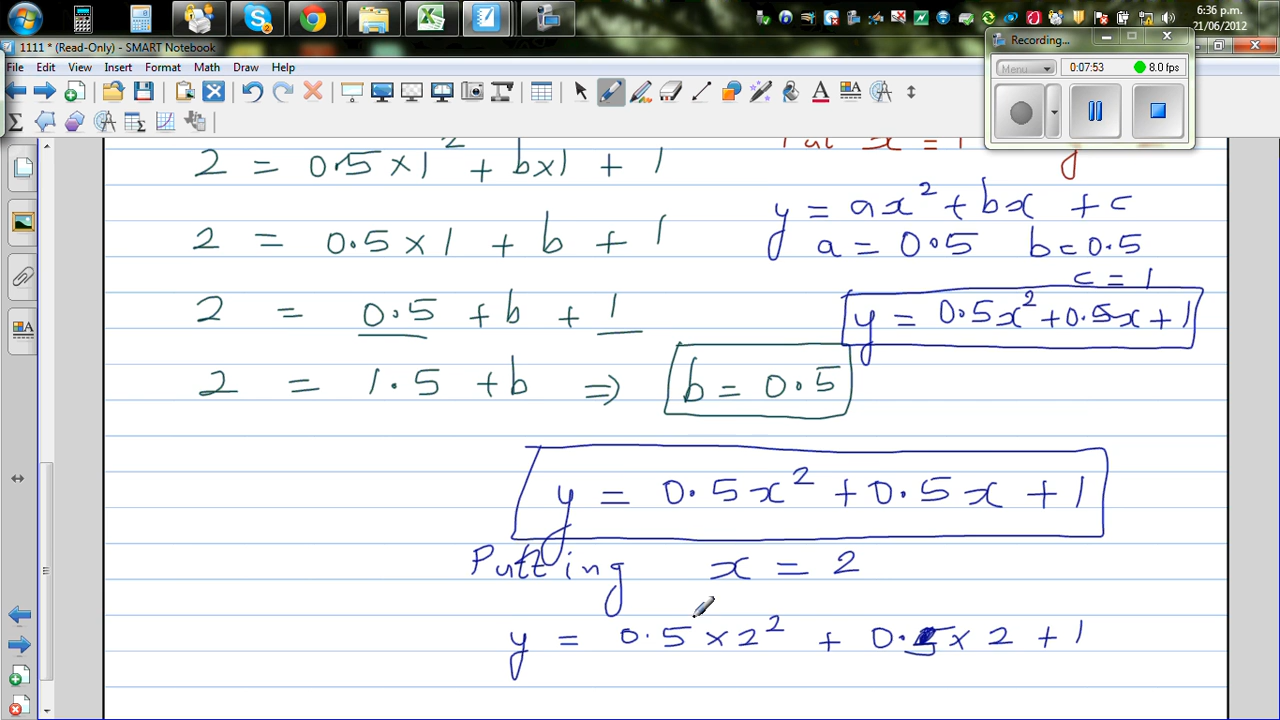 6:36 p.m.
21/06/2012
1111 * (Read-Only) - SMART Notebook
Recording...
File Edit View Insert Format Math Draw Help
Menu 0:07:53 8.0 fps
2 = 0.5×1² + b×1 + 1
x = 1 y
y = ax² + bx + c
2 = 0.5×1 + b + 1
a = 0.5 b = 0.5
c = 1
2 = 0.5 + b + 1
y = 0.5x² + 0.5x + 1
2 = 1.5 + b ⇒ b = 0.5
y = 0.5x² + 0.5x + 1
Putting x = 2
y = 0.5×2² + 0.5×2 + 1